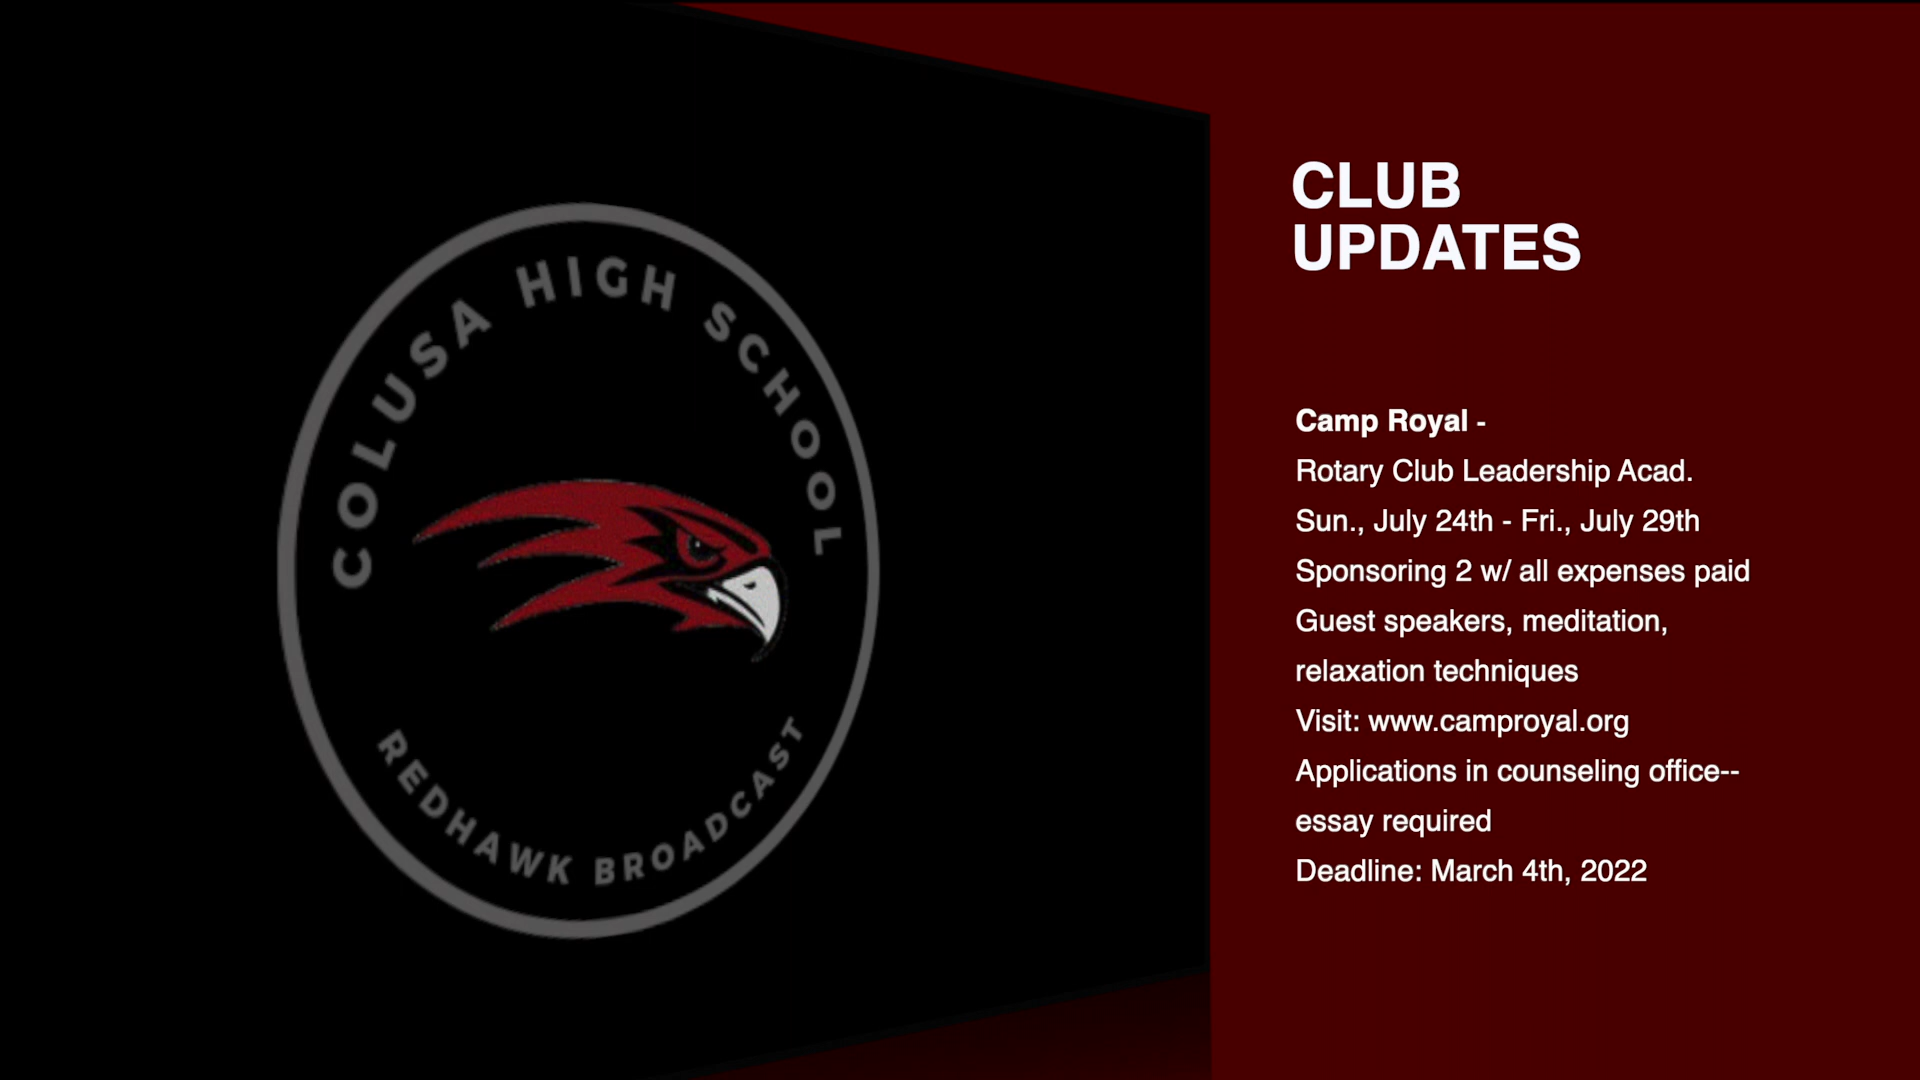 COLUSA HIGH SCHOOL
REDHAWK BROADCAST
CLUB
UPDATES
Camp Royal -
Rotary Club Leadership Acad.
Sun., July 24th - Fri., July 29th
Sponsoring 2 w/ all expenses paid
Guest speakers, meditation,
relaxation techniques
Visit: www.camproyal.org
Applications in counseling office--
essay required
Deadline: March 4th, 2022